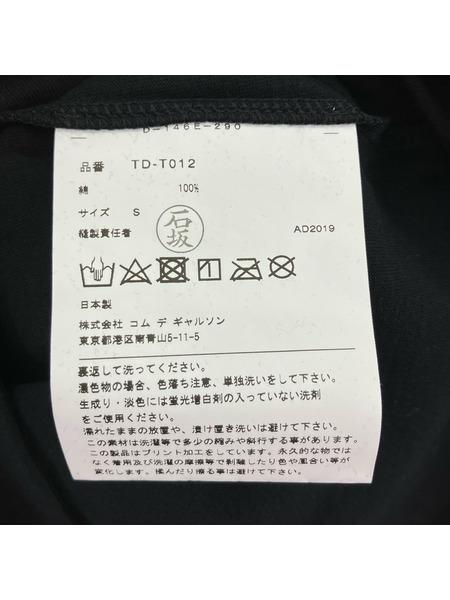 D-146E-290
品番 TD-T012
綿 100%
サイズ S
縫製責任者 石坂 AD2019
日本製
株式会社 コム デ ギャルソン
東京都港区南青山5-11-5
裏返して洗ってください。
濃色物の場合、色落ち注意、単独洗いをして下さい。
生成り・淡色には蛍光増白剤の入っていない洗剤
をご使用ください。
濡れたままの放置や、漬け置き洗いは避けて下さい。
この素材は洗濯等で多少の縮みや斜行する事があります。
この製品はプリント加工をしています。永久的な物では
なく着用及び洗濯の摩擦等で剥離したり色や風合い等が
変化します。揉んだり擦る事は避けて下さい。